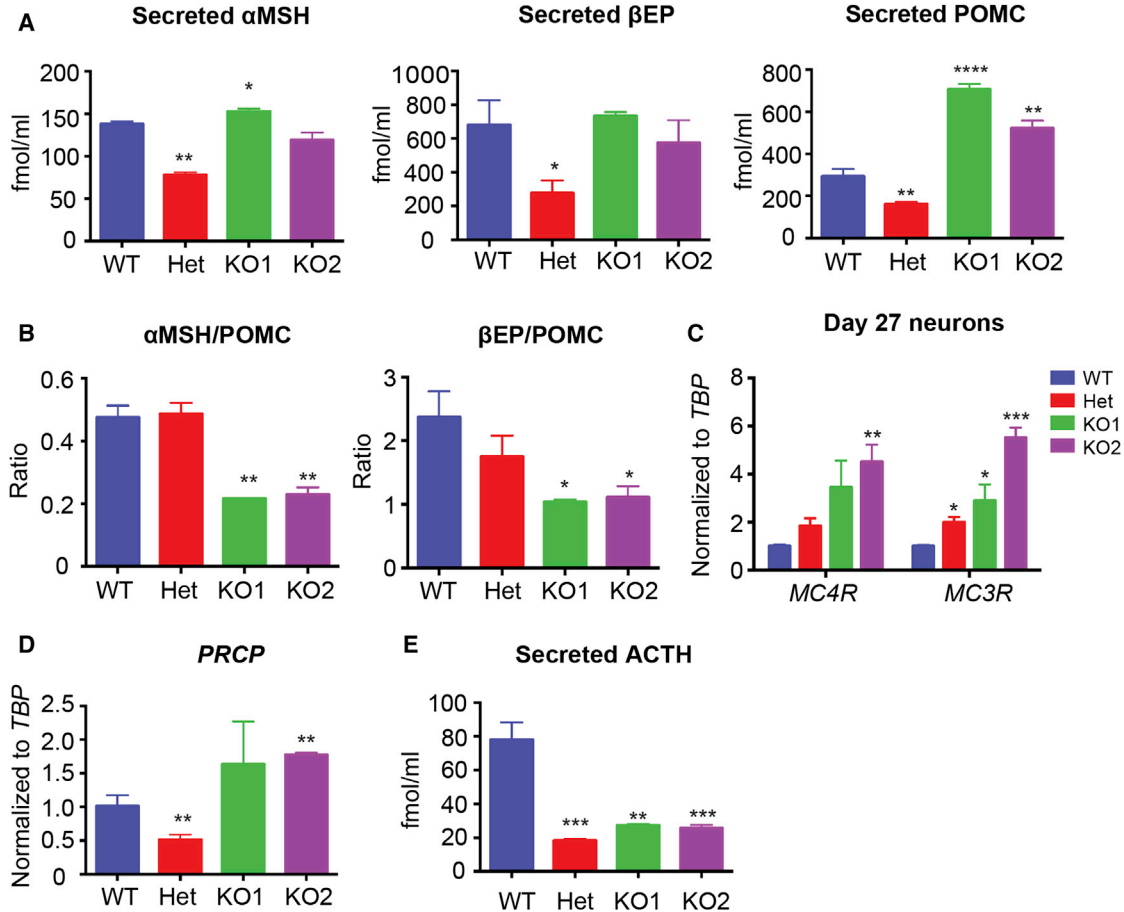 A
Secreted αMSH
Secreted βEP
Secreted POMC
fmol/ml
200
150
100
50
0
**
*
WT Het KO1 KO2
fmol/ml
1000
800
600
400
200
0
*
WT Het KO1 KO2
fmol/ml
800
600
400
200
0
**
****
**
WT Het KO1 KO2
B
αMSH/POMC
Ratio
0.6
0.4
0.2
0
**
**
WT Het KO1 KO2
βEP/POMC
Ratio
3
2
1
0
*
*
WT Het KO1 KO2
C
Day 27 neurons
Normalized to TBP
8
6
4
2
0
**
*
*
***
MC4R MC3R
WT
Het
KO1
KO2
D
PRCP
Normalized to TBP
2.5
2.0
1.5
1.0
0.5
0
**
**
WT Het KO1 KO2
E
Secreted ACTH
fmol/ml
100
80
60
40
20
0
***
**
***
WT Het KO1 KO2